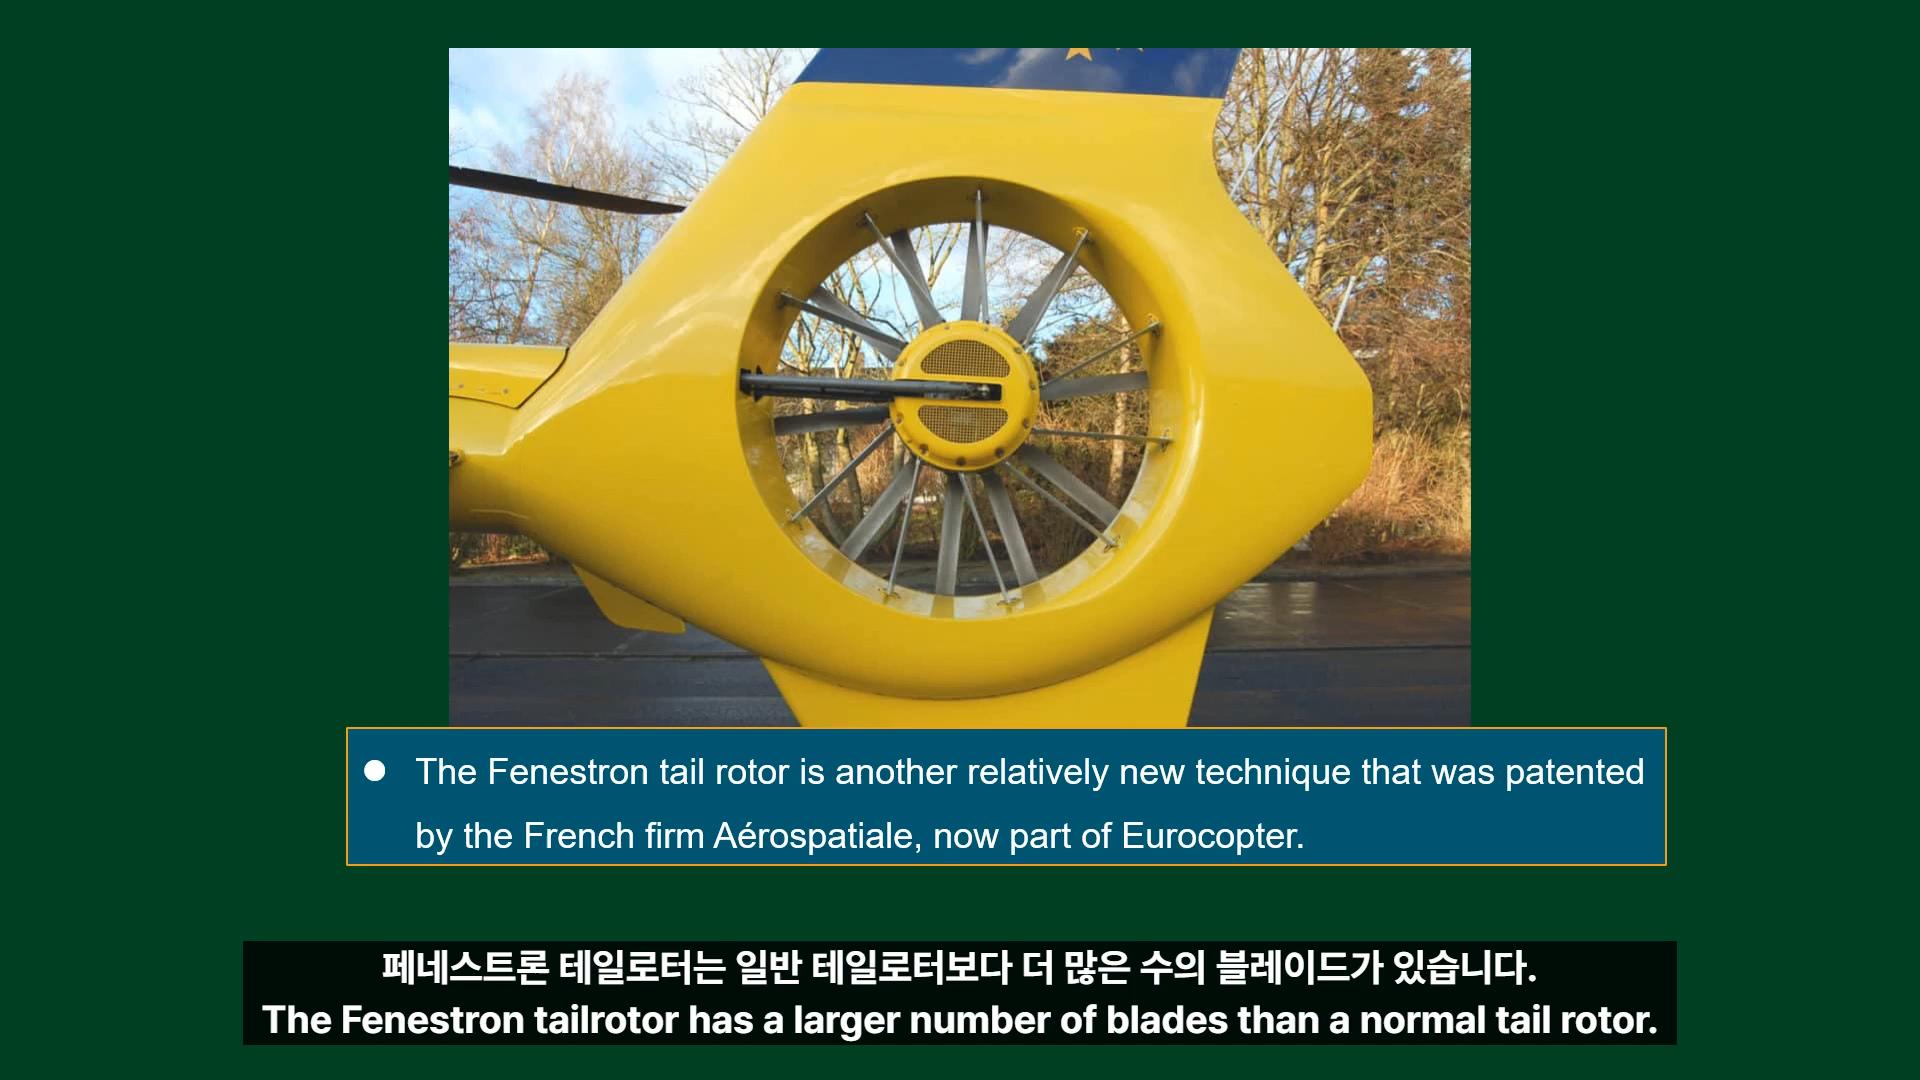 ● The Fenestron tail rotor is another relatively new technique that was patented
by the French firm Aérospatiale, now part of Eurocopter.
페네스트론 테일로터는 일반 테일로터보다 더 많은 수의 블레이드가 있습니다.
The Fenestron tailrotor has a larger number of blades than a normal tail rotor.